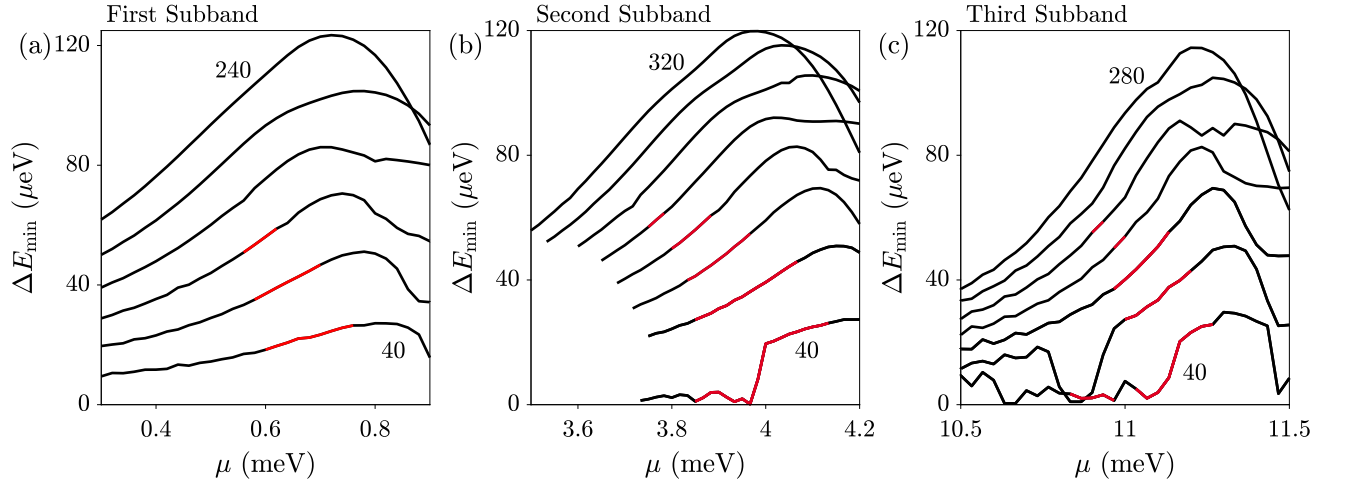 First Subband
(a)
120
80
40
0
ΔE_min (μeV)
240
40
0.4
0.6
0.8
μ (meV)
Second Subband
(b)
120
80
40
0
ΔE_min (μeV)
320
40
3.6
3.8
4
4.2
μ (meV)
Third Subband
(c)
120
80
40
0
ΔE_min (μeV)
280
40
10.5
11
11.5
μ (meV)